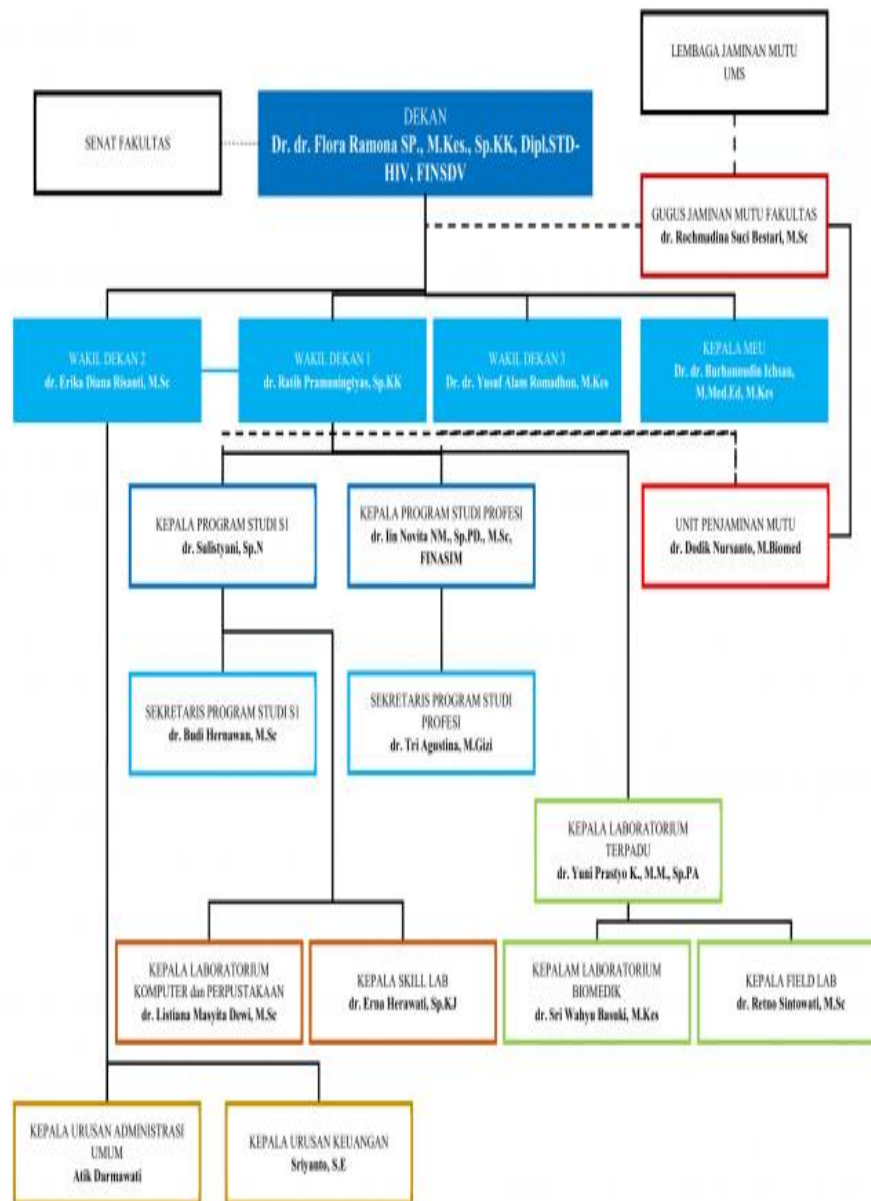 LEMBAGA JAMINAN MUTU
UMS
SENAT FAKULTAS
DEKAN
Dr. dr. Flora Ramona SP., M.Kes., Sp.KK, Dipl.STD-
HIV, FINSDV
GUGUS JAMINAN MUTU FAKULTAS
dr. Rochmadina Suci Bestari, M.Sc
WAKIL DEKAN 2
dr. Erika Diana Risanti, M.Sc
WAKIL DEKAN 1
dr. Ratih Pramuningtyas, Sp.KK
WAKIL DEKAN 3
Dr. dr. Yusuf Alam Romadhon, M.Kes
KEPALA MEU
Dr. dr. Burhannudin Ichsan,
M.Med.Ed, M.Kes
KEPALA PROGRAM STUDI S1
dr. Sulistyani, Sp.N
KEPALA PROGRAM STUDI PROFESI
dr. Iin Novita NM., Sp.PD., M.Sc,
FINASIM
UNIT PENJAMINAN MUTU
dr. Dodik Nursanto, M.Biomed
SEKRETARIS PROGRAM STUDI S1
dr. Budi Hernawan, M.Sc
SEKRETARIS PROGRAM STUDI
PROFESI
dr. Tri Agustina, M.Gizi
KEPALA LABORATORIUM
TERPADU
dr. Yuni Prastyo K., M.M., Sp.PA
KEPALA LABORATORIUM
KOMPUTER dan PERPUSTAKAAN
dr. Listiana Masyita Dewi, M.Sc
KEPALA SKILL LAB
dr. Erna Herawati, Sp.KJ
KEPALAM LABORATORIUM
BIOMEDIK
dr. Sri Wahyu Basuki, M.Kes
KEPALA FIELD LAB
dr. Retno Sintowati, M.Sc
KEPALA URUSAN ADMINISTRASI
UMUM
Atik Darmawati
KEPALA URUSAN KEUANGAN
Sriyanto, S.E